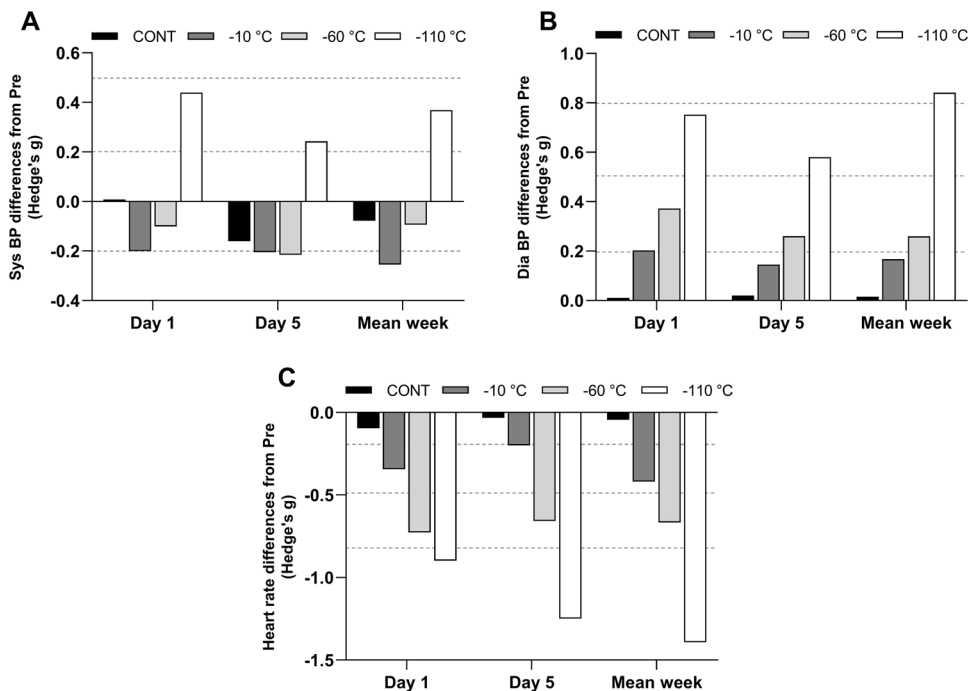 A
CONT -10 °C -60 °C -110 °C
Sys BP differences from Pre
(Hedge's g)
0.6
0.4
0.2
0.0
-0.2
-0.4
Day 1 Day 5 Mean week
B
CONT -10 °C -60 °C -110 °C
Dia BP differences from Pre
(Hedge's g)
1.0
0.8
0.6
0.4
0.2
0.0
Day 1 Day 5 Mean week
C
CONT -10 °C -60 °C -110 °C
Heart rate differences from Pre
(Hedge's g)
0.0
-0.5
-1.0
-1.5
Day 1 Day 5 Mean week